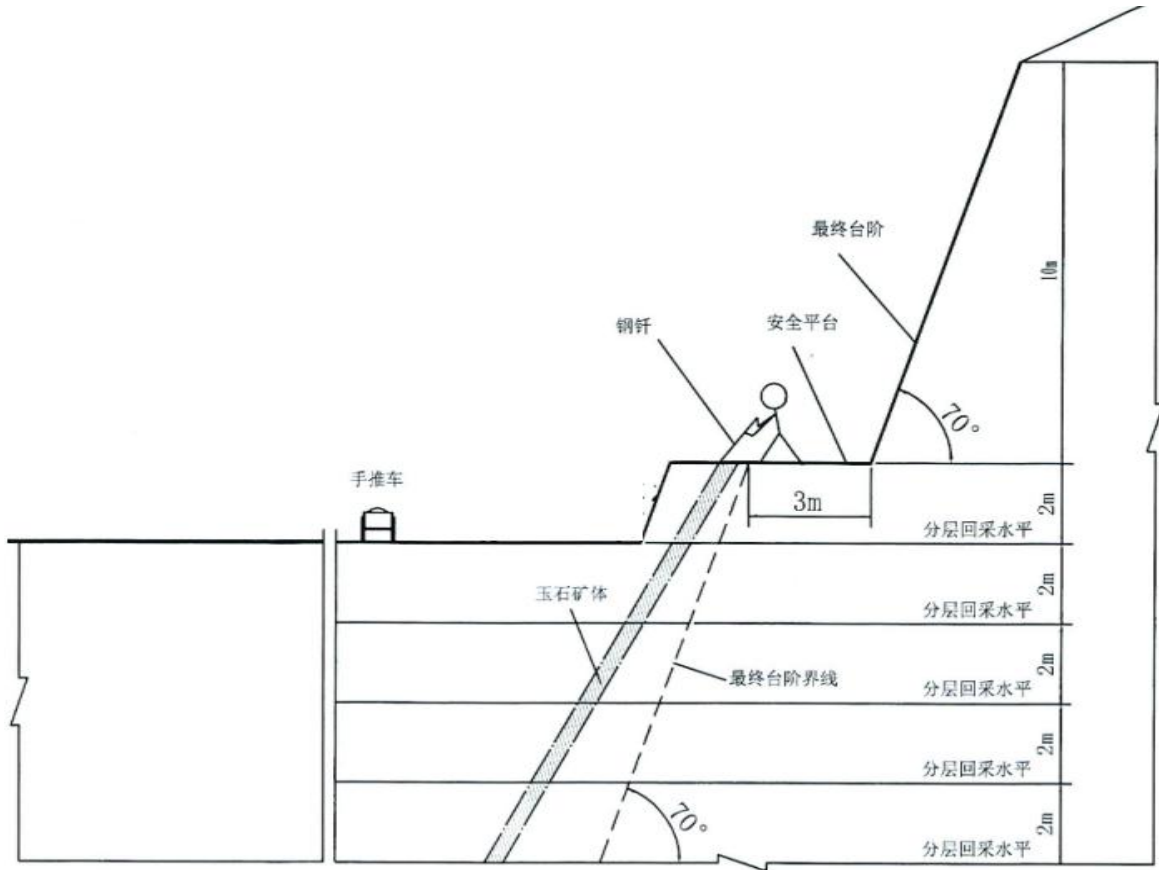 最终台阶
10m
钢钎
安全平台
70°
手推车
3m
2m
分层回采水平
玉石矿体
2m
分层回采水平
最终台阶界线
2m
分层回采水平
2m
分层回采水平
70°
2m
分层回采水平